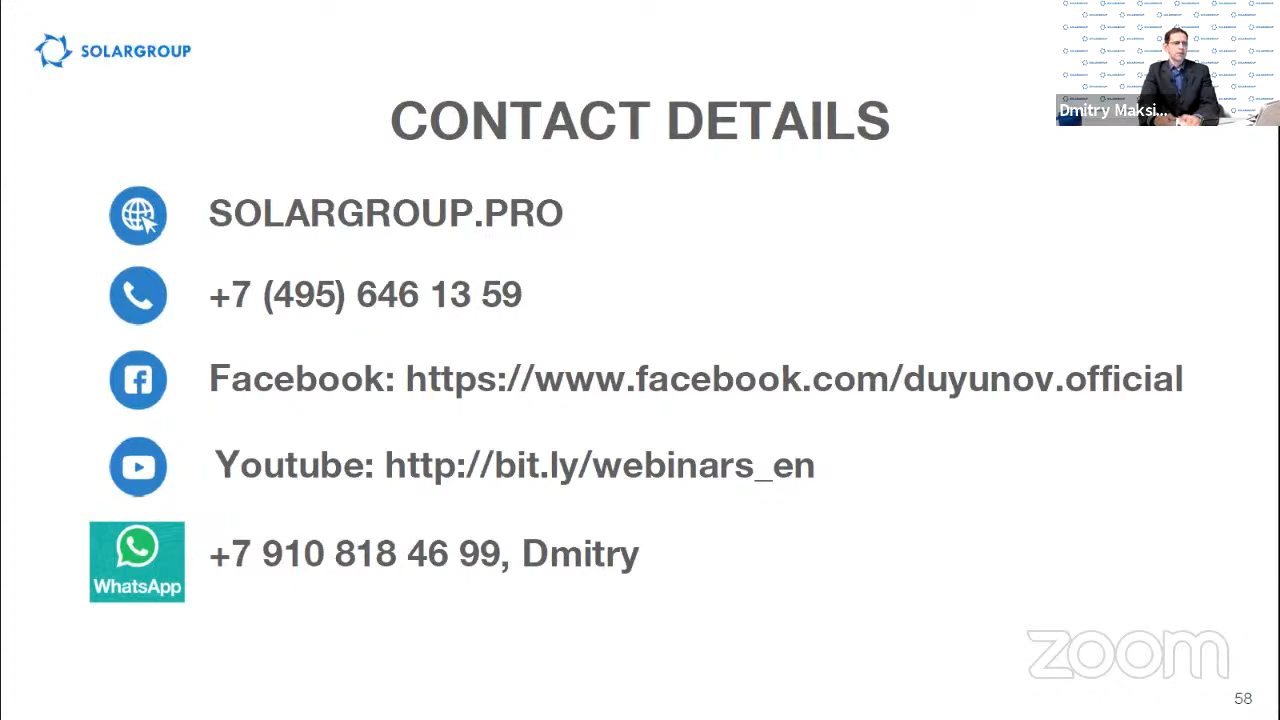 SOLARGROUP
Dmitry Maksi...
CONTACT DETAILS
SOLARGROUP.PRO
+7 (495) 646 13 59
Facebook: https://www.facebook.com/duyunov.official
Youtube: http://bit.ly/webinars_en
WhatsApp
+7 910 818 46 99, Dmitry
zoom
58